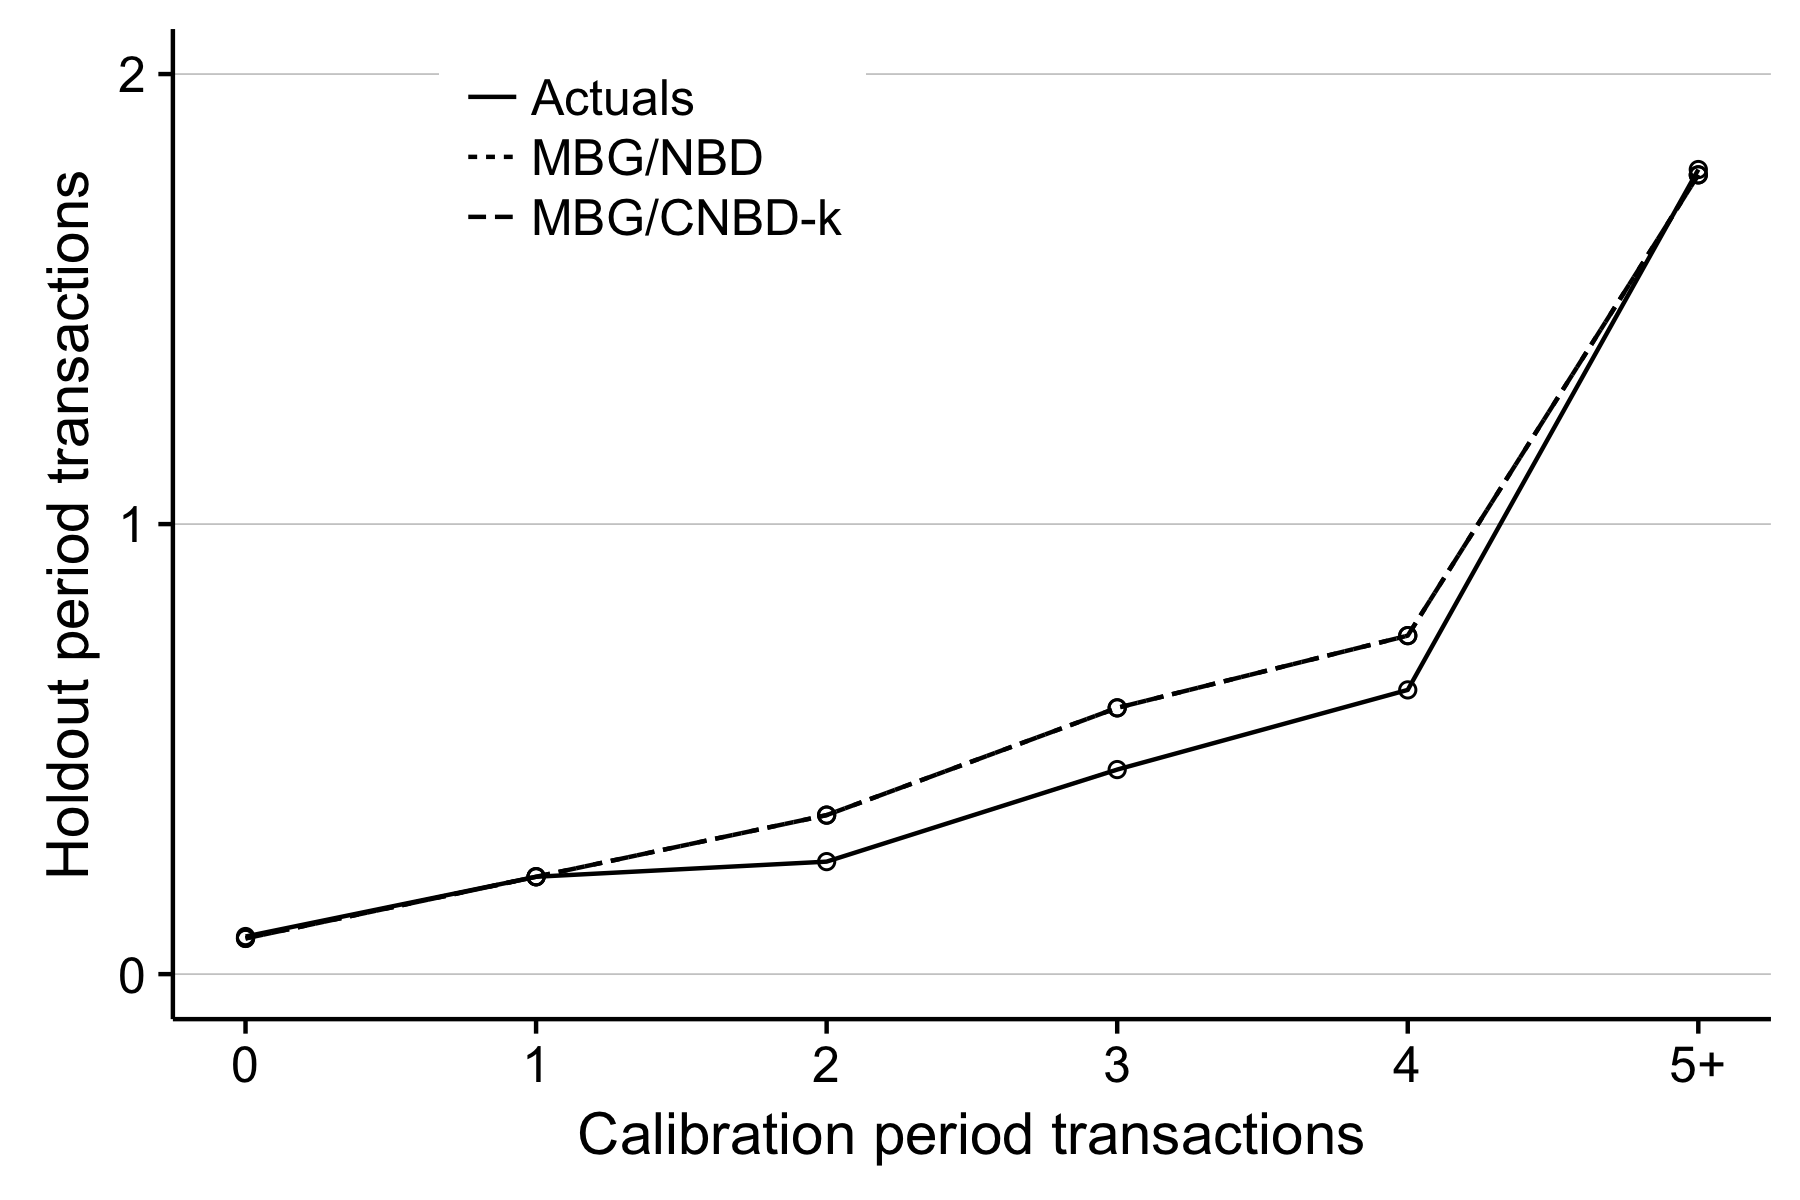 2
Actuals
MBG/NBD
MBG/CNBD-k
1
0
Holdout period transactions
0 1 2 3 4 5+
Calibration period transactions